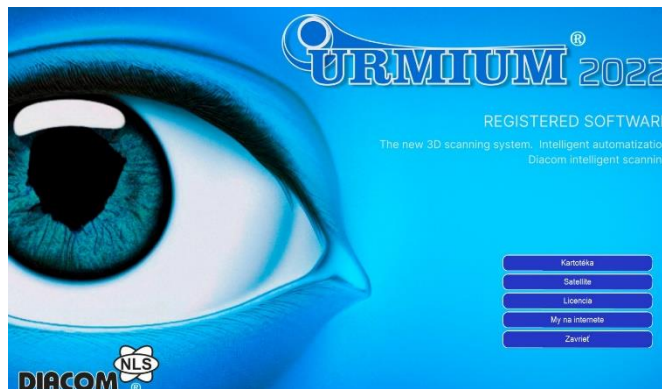 URMIUM® 2022
REGISTERED SOFTWAR
The new 3D scanning system. Intelligent automatizatio
Diacom intelligent scannin
Kartotéka
Satellite
Licencia
My na internete
Zavrieť
NLS
DIACOM®